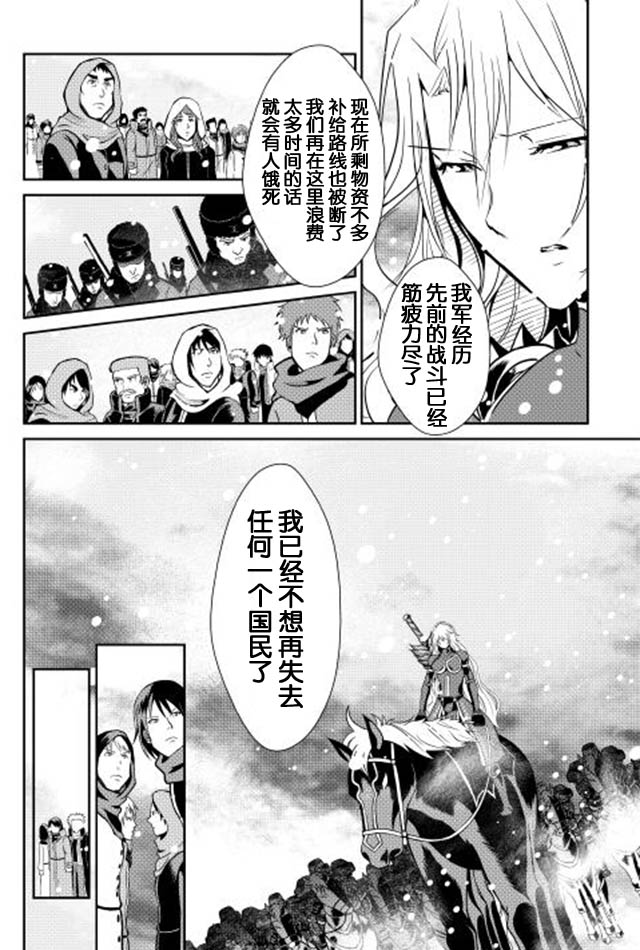 我军经历
先前的战斗已经
筋疲力尽了
现在所剩物资不多
补给路线也被断了
我们再在这里浪费
太多时间的话
就会有人饿死
我已经不想再失去
任何一个国民了